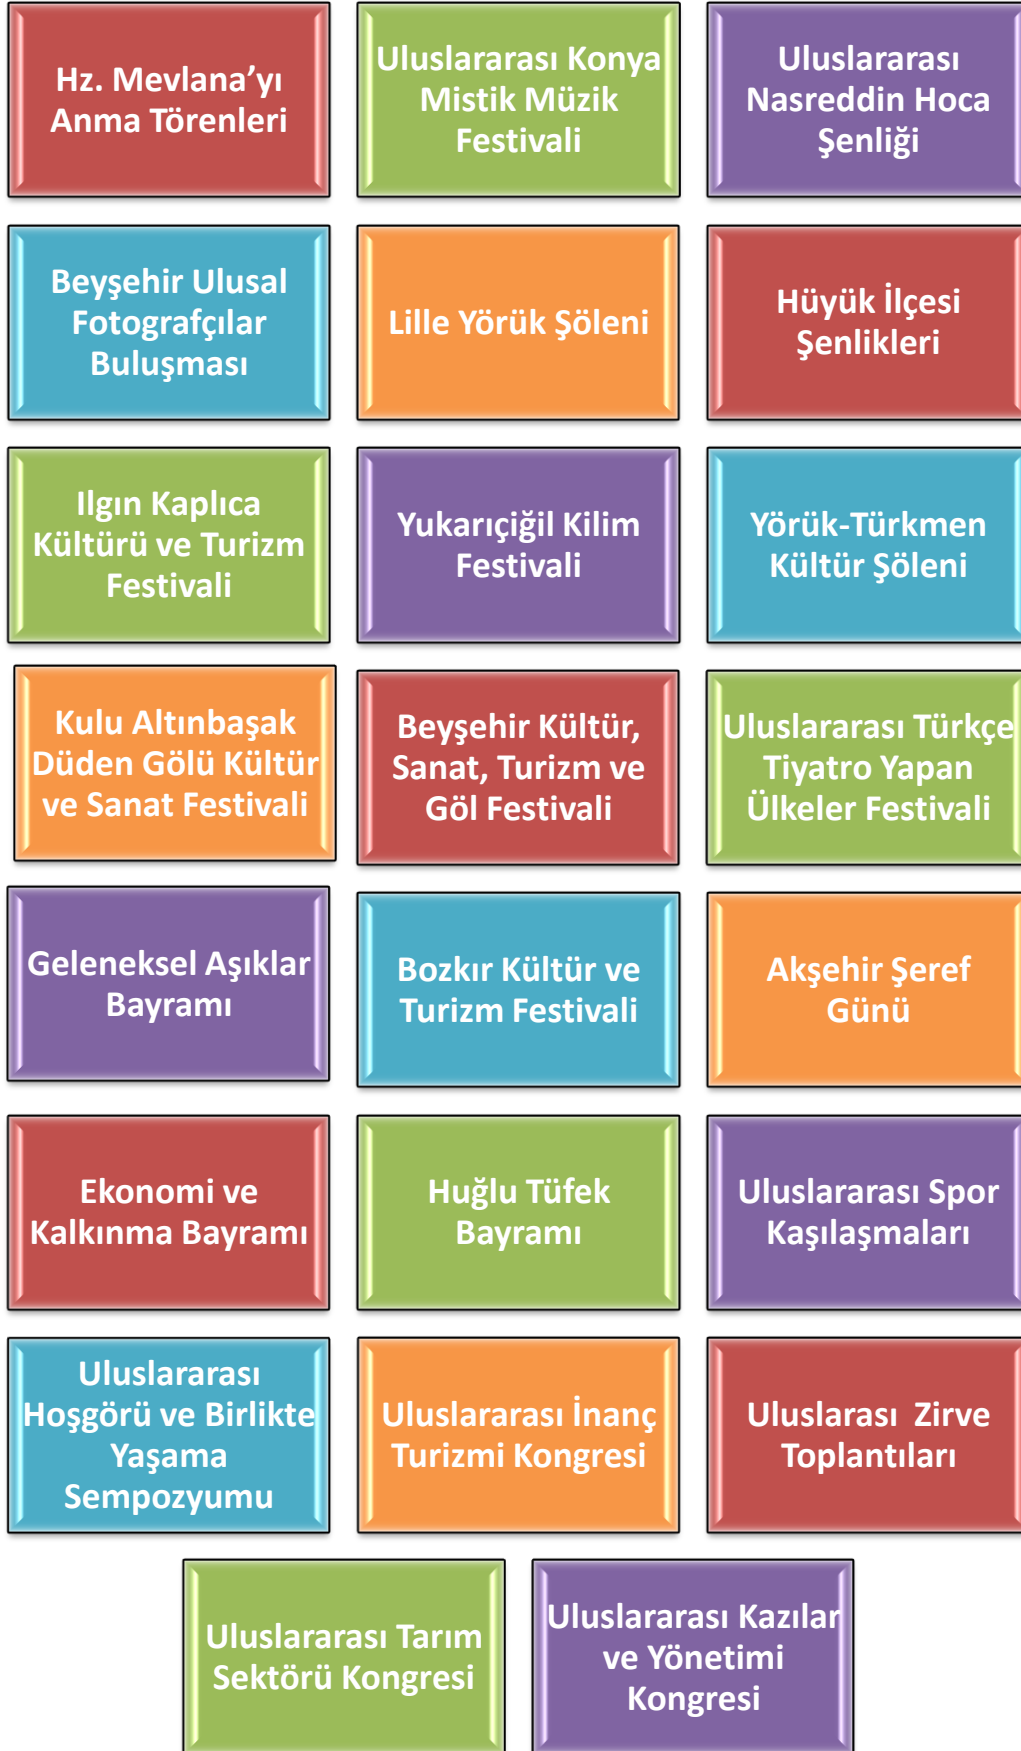 Hz. Mevlana’yı
Anma Törenleri
Uluslararası Konya
Mistik Müzik
Festivali
Uluslararası
Nasreddin Hoca
Şenliği
Beyşehir Ulusal
Fotografçılar
Buluşması
Lille Yörük Şöleni
Hüyük İlçesi
Şenlikleri
Ilgın Kaplıca
Kültürü ve Turizm
Festivali
Yukarıçiğil Kilim
Festivali
Yörük-Türkmen
Kültür Şöleni
Kulu Altınbaşak
Düden Gölü Kültür
ve Sanat Festivali
Beyşehir Kültür,
Sanat, Turizm ve
Göl Festivali
Uluslararası Türkçe
Tiyatro Yapan
Ülkeler Festivali
Geleneksel Aşıklar
Bayramı
Bozkır Kültür ve
Turizm Festivali
Akşehir Şeref
Günü
Ekonomi ve
Kalkınma Bayramı
Huğlu Tüfek
Bayramı
Uluslararası Spor
Kaşılaşmaları
Uluslararası
Hoşgörü ve Birlikte
Yaşama
Sempozyumu
Uluslararası İnanç
Turizmi Kongresi
Uluslarası  Zirve
Toplantıları
Uluslararası Tarım
Sektörü Kongresi
Uluslararası Kazılar
ve Yönetimi
Kongresi